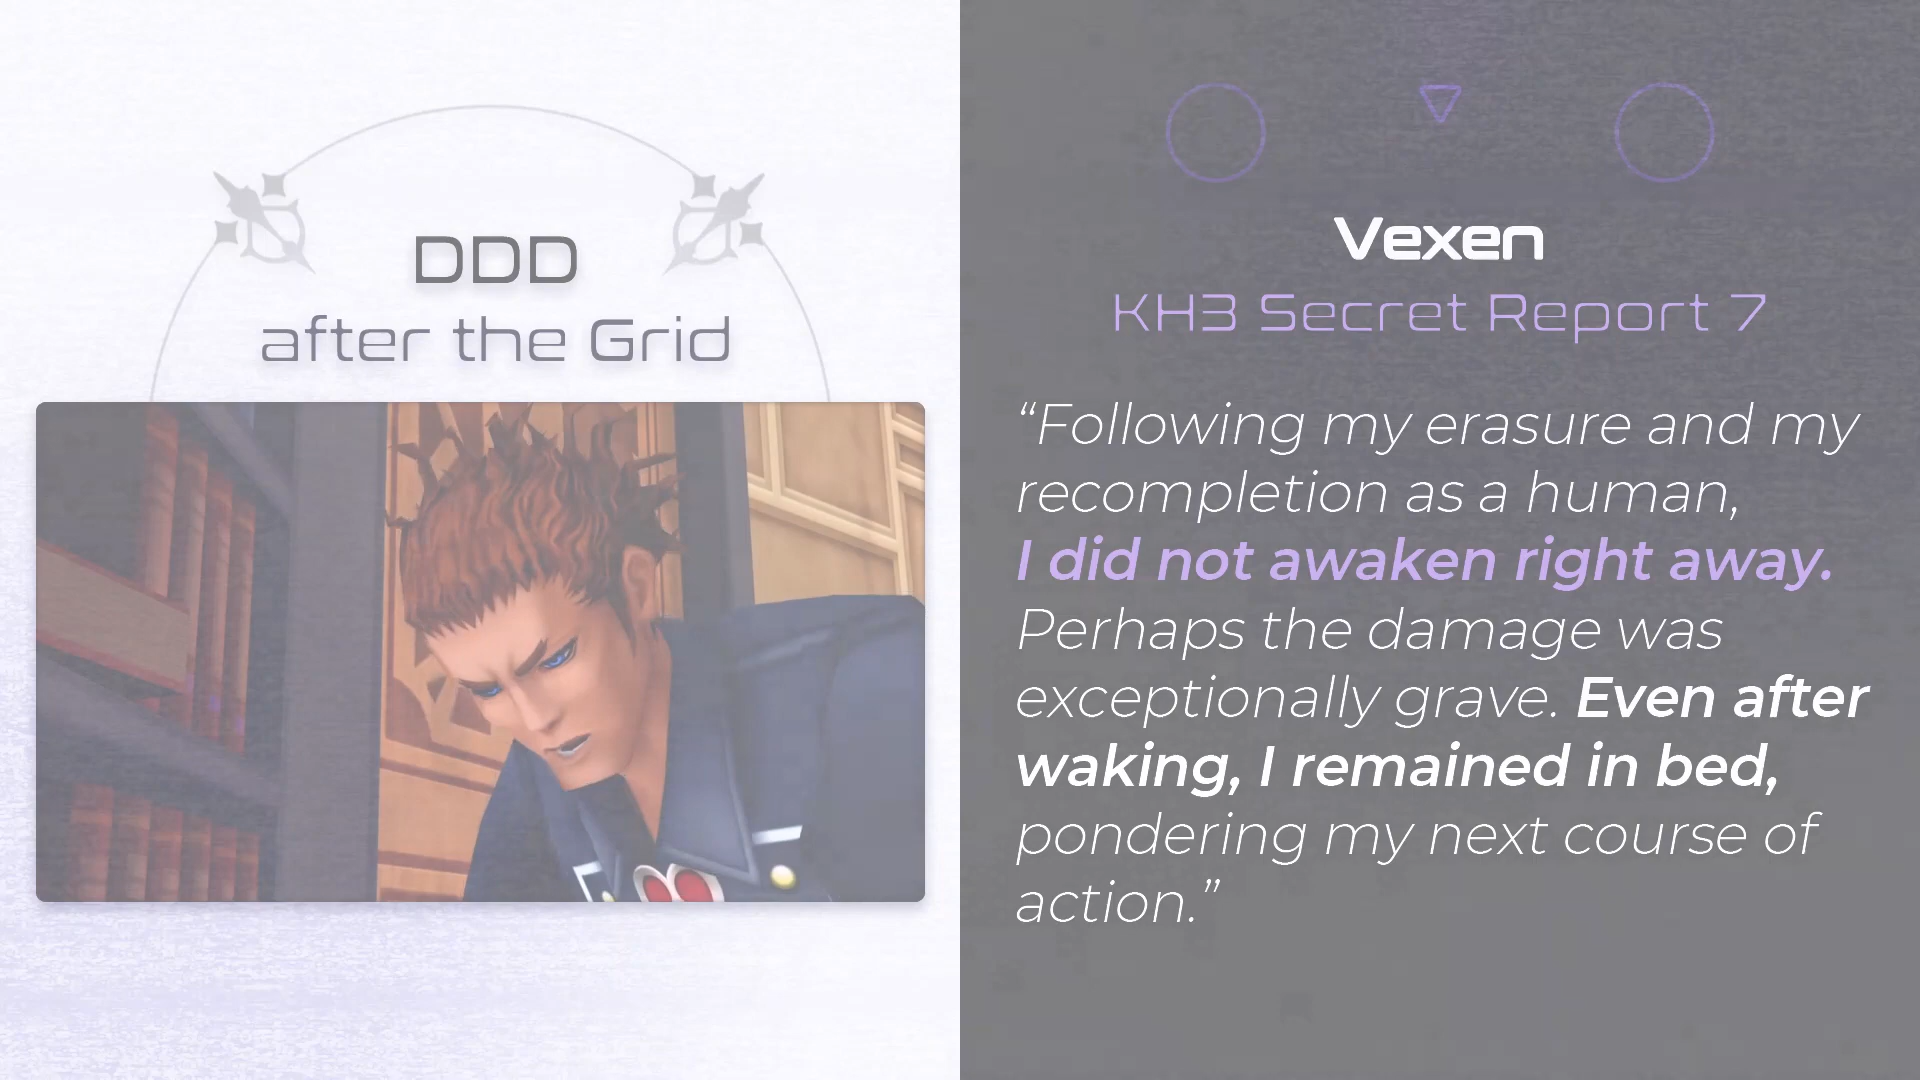 DDD
after the Grid
Vexen
KH3 Secret Report 7
“Following my erasure and my
recompletion as a human,
I did not awaken right away.
Perhaps the damage was
exceptionally grave. Even after
waking, I remained in bed,
pondering my next course of
action.”